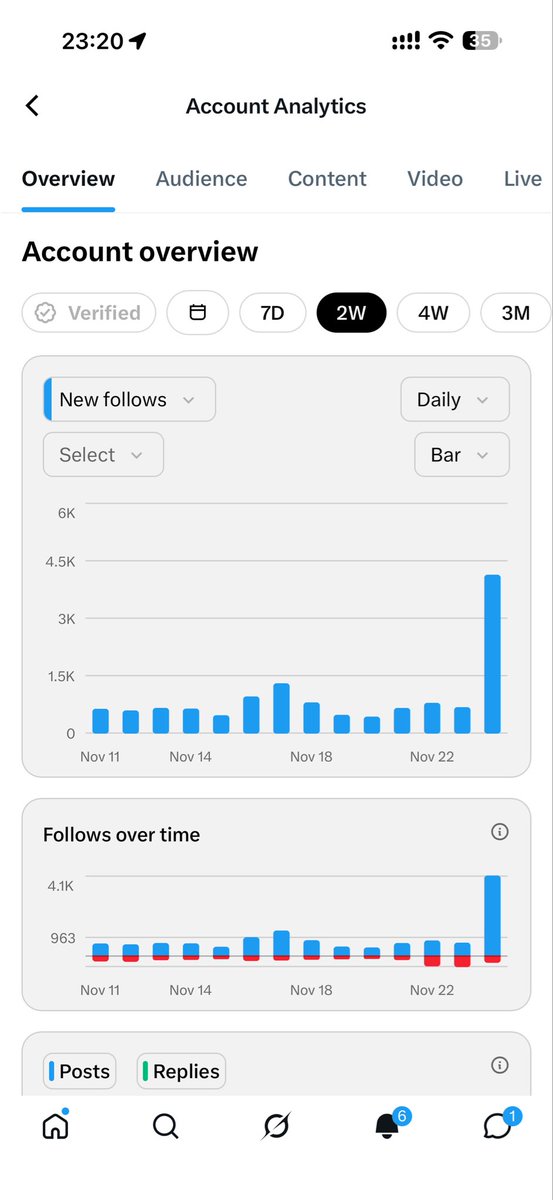 23:20 35
Account Analytics
Overview Audience Content Video Live
Account overview
Verified 7D 2W 4W 3M
New follows Daily
Select Bar
6K
4.5K
3K
1.5K
0
Nov 11 Nov 14 Nov 18 Nov 22
Follows over time
4.1K
963
Nov 11 Nov 14 Nov 18 Nov 22
Posts Replies
6 1